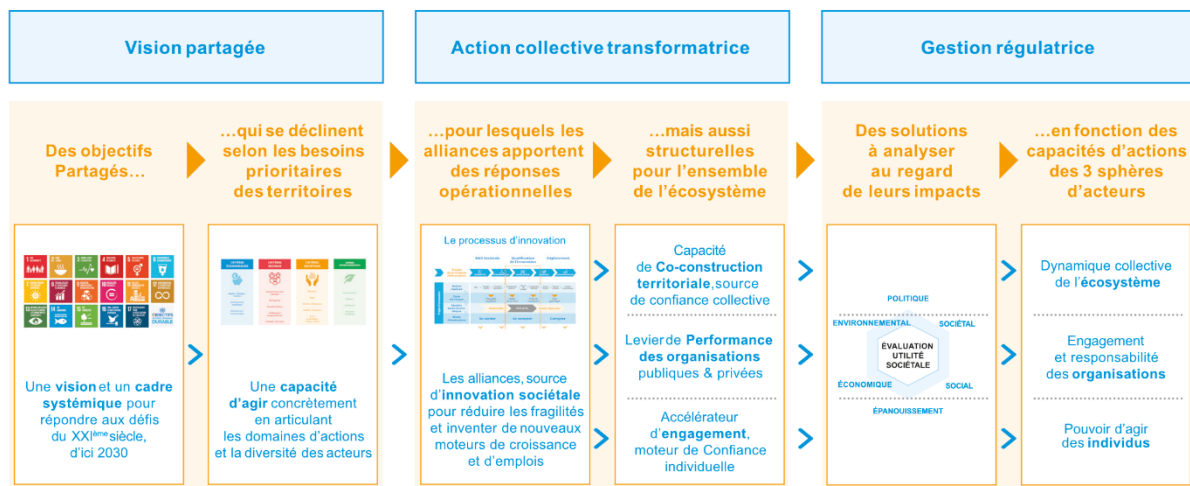 Vision partagée
Action collective transformatrice
Gestion régulatrice
Des objectifs
Partagés…
…qui se déclinent
selon les besoins
prioritaires
des territoires
…pour lesquels les
alliances apportent
des réponses
opérationnelles
…mais aussi
structurelles
pour l’ensemble
de l’écosystème
Des solutions
à analyser
au regard
de leurs impacts
…en fonction des
capacités d’actions
des 3 sphères
d’acteurs
Une vision et un cadre
systémique pour
répondre aux défis
du XXIème siècle,
d’ici 2030
Une capacité
d’agir concrètement
en articulant
les domaines d’actions
et la diversité des acteurs
Le processus d’innovation
Les alliances, source
d’innovation sociétale
pour réduire les fragilités
et inventer de nouveaux
moteurs de croissance
et d’emplois
Capacité
de Co-construction
territoriale, source
de confiance collective
Levier de Performance
des organisations
publiques & privées
Accélérateur
d’engagement,
moteur de Confiance
individuelle
POLITIQUE
ENVIRONNEMENTAL
SOCIÉTAL
ÉVALUATION
UTILITÉ
SOCIÉTALE
ÉCONOMIQUE
SOCIAL
ÉPANOUISSEMENT
Dynamique collective
de l’écosystème
Engagement
et responsabilité
des organisations
Pouvoir d’agir
des individus